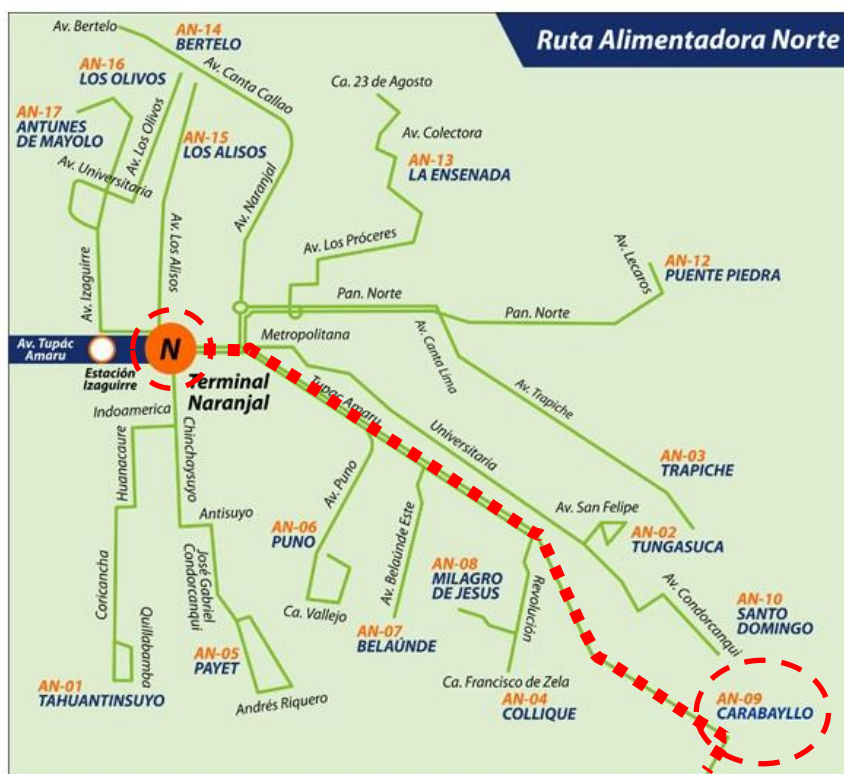 Ruta Alimentadora Norte
Av. Bertelo
AN-14
BERTELO
AN-16
LOS OLIVOS
Av. Canta Callao
Ca. 23 de Agosto
AN-17
ANTUNES
DE MAYOLO
Av. Los Olivos
AN-15
LOS ALISOS
Av. Colectora
AN-13
LA ENSENADA
Av. Universitaria
Av. Naranjal
Av. Los Alisos
Av. Los Próceres
Av. Lecaros
AN-12
PUENTE PIEDRA
Av. Izaguirre
Pan. Norte
Pan. Norte
Av. Tupác
Amaru
N
Metropolitana
Av. Canta Lima
Estación
Izaguirre
Terminal
Naranjal
Tupac Amaru
Av. Trapiche
Indoamerica
Universitaria
Huanacaure
Chinchaysuyo
AN-03
TRAPICHE
Av. Puno
Antisuyo
Av. San Felipe
AN-06
PUNO
AN-02
TUNGASUCA
Av. Belaúnde Este
AN-08
MILAGRO
DE JESUS
Revolución
José Gabriel
Condorcanqui
Coricancha
Ca. Vallejo
Av. Condorcanqui
AN-10
SANTO
DOMINGO
Quillabamba
AN-07
BELAÚNDE
AN-05
PAYET
Ca. Francisco de Zela
AN-01
TAHUANTINSUYO
Andrés Riquero
AN-04
COLLIQUE
AN-09
CARABAYLLO